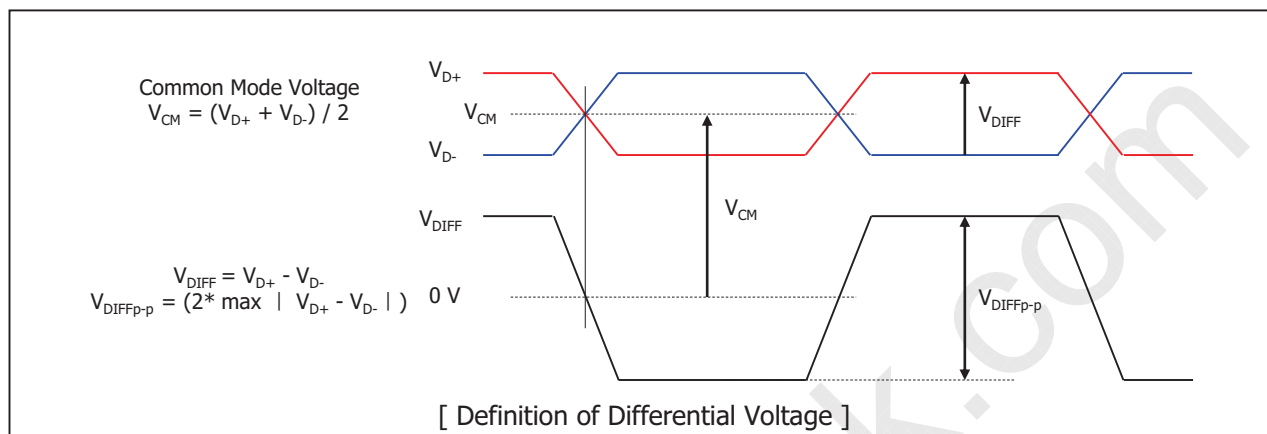 Common Mode Voltage
V_CM = (V_D+ + V_D-) / 2
V_D+
V_CM
V_D-
V_DIFF
V_CM
V_DIFF
V_DIFF = V_D+ - V_D-
V_DIFFp-p = (2* max | V_D+ - V_D- | )
0 V
V_DIFFp-p
[ Definition of Differential Voltage ]
k.com